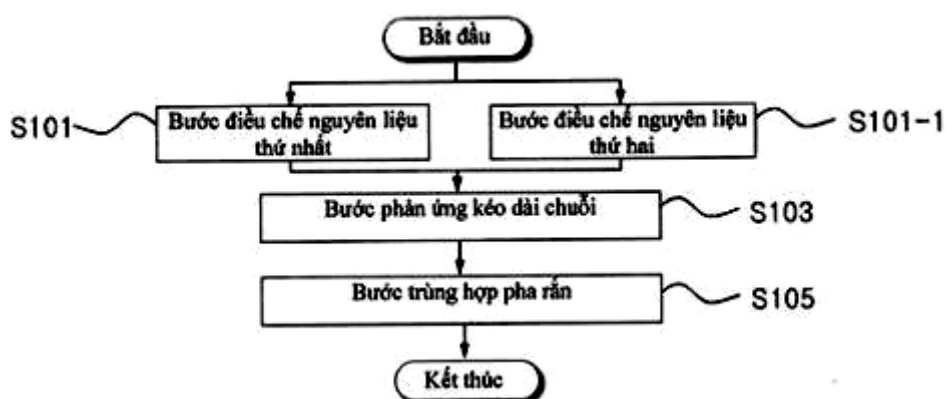 Bắt đầu
S101
Bước điều chế nguyên liệu
thứ nhất
Bước điều chế nguyên liệu
thứ hai
S101-1
Bước phản ứng kéo dài chuỗi
S103
Bước trùng hợp pha rắn
S105
Kết thúc